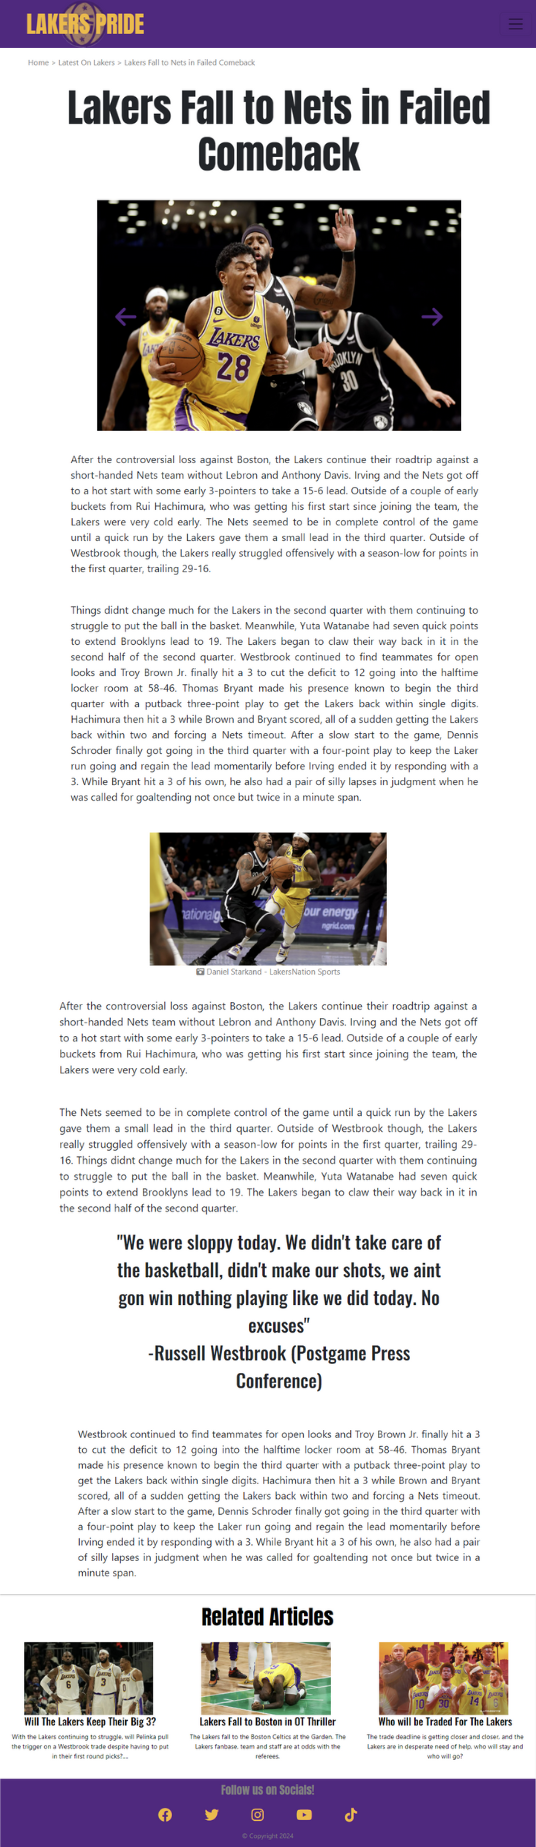 LAKERS PRIDE
Home > Latest On Lakers > Lakers Fall to Nets in Failed Comeback
Lakers Fall to Nets in Failed
Comeback
6
LAKERS
28
LAK
BROOKLYN
30
After the controversial loss against Boston, the Lakers continue their roadtrip against a
short-handed Nets team without Lebron and Anthony Davis. Irving and the Nets got off
to a hot start with some early 3-pointers to take a 15-6 lead. Outside of a couple of early
buckets from Rui Hachimura, who was getting his first start since joining the team, the
Lakers were very cold early. The Nets seemed to be in complete control of the game
until a quick run by the Lakers gave them a small lead in the third quarter. Outside of
Westbrook though, the Lakers really struggled offensively with a season-low for points in
the first quarter, trailing 29-16.
Things didnt change much for the Lakers in the second quarter with them continuing to
struggle to put the ball in the basket. Meanwhile, Yuta Watanabe had seven quick points
to extend Brooklyns lead to 19. The Lakers began to claw their way back in it in the
second half of the second quarter. Westbrook continued to find teammates for open
looks and Troy Brown Jr. finally hit a 3 to cut the deficit to 12 going into the halftime
locker room at 58-46. Thomas Bryant made his presence known to begin the third
quarter with a putback three-point play to get the Lakers back within single digits.
Hachimura then hit a 3 while Brown and Bryant scored, all of a sudden getting the Lakers
back within two and forcing a Nets timeout. After a slow start to the game, Dennis
Schroder finally got going in the third quarter with a four-point play to keep the Laker
run going and regain the lead momentarily before Irving ended it by responding with a
3. While Bryant hit a 3 of his own, he also had a pair of silly lapses in judgment when he
was called for goaltending not once but twice in a minute span.
nationalg
our energy
ngrid.com
Daniel Starkand - LakersNation Sports
After the controversial loss against Boston, the Lakers continue their roadtrip against a
short-handed Nets team without Lebron and Anthony Davis. Irving and the Nets got off
to a hot start with some early 3-pointers to take a 15-6 lead. Outside of a couple of early
buckets from Rui Hachimura, who was getting his first start since joining the team, the
Lakers were very cold early.
The Nets seemed to be in complete control of the game until a quick run by the Lakers
gave them a small lead in the third quarter. Outside of Westbrook though, the Lakers
really struggled offensively with a season-low for points in the first quarter, trailing 29-
16. Things didnt change much for the Lakers in the second quarter with them continuing
to struggle to put the ball in the basket. Meanwhile, Yuta Watanabe had seven quick
points to extend Brooklyns lead to 19. The Lakers began to claw their way back in it in
the second half of the second quarter.
"We were sloppy today. We didn't take care of
the basketball, didn't make our shots, we aint
gon win nothing playing like we did today. No
excuses"
-Russell Westbrook (Postgame Press
Conference)
Westbrook continued to find teammates for open looks and Troy Brown Jr. finally hit a 3
to cut the deficit to 12 going into the halftime locker room at 58-46. Thomas Bryant
made his presence known to begin the third quarter with a putback three-point play to
get the Lakers back within single digits. Hachimura then hit a 3 while Brown and Bryant
scored, all of a sudden getting the Lakers back within two and forcing a Nets timeout.
After a slow start to the game, Dennis Schroder finally got going in the third quarter with
a four-point play to keep the Laker run going and regain the lead momentarily before
Irving ended it by responding with a 3. While Bryant hit a 3 of his own, he also had a pair
of silly lapses in judgment when he was called for goaltending not once but twice in a
minute span.
Related Articles
Will The Lakers Keep Their Big 3?
With the Lakers continuing to struggle, will Pelinka pull
the trigger on a Westbrook trade despite having to put
in their first round picks?...
Lakers Fall to Boston in OT Thriller
The Lakers fall to the Boston Celtics at the Garden. The
Lakers fanbase, team and staff are at odds with the
referees.
Who will be Traded For The Lakers
The trade deadline is getting closer and closer, and the
Lakers are in desperate need of help, who will stay and
who will go?
Follow us on Socials!
© Copyright 2024